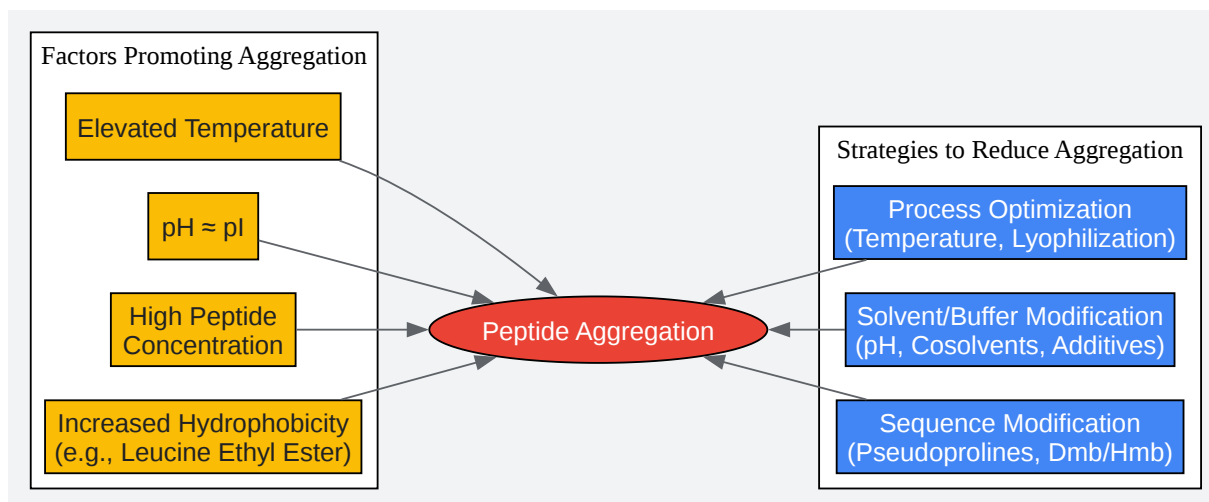 Factors Promoting Aggregation
Elevated Temperature
pH ≈ pI
High Peptide
Concentration
Increased Hydrophobicity
(e.g., Leucine Ethyl Ester)
Peptide Aggregation
Strategies to Reduce Aggregation
Process Optimization
(Temperature, Lyophilization)
Solvent/Buffer Modification
(pH, Cosolvents, Additives)
Sequence Modification
(Pseudoprolines, Dmb/Hmb)